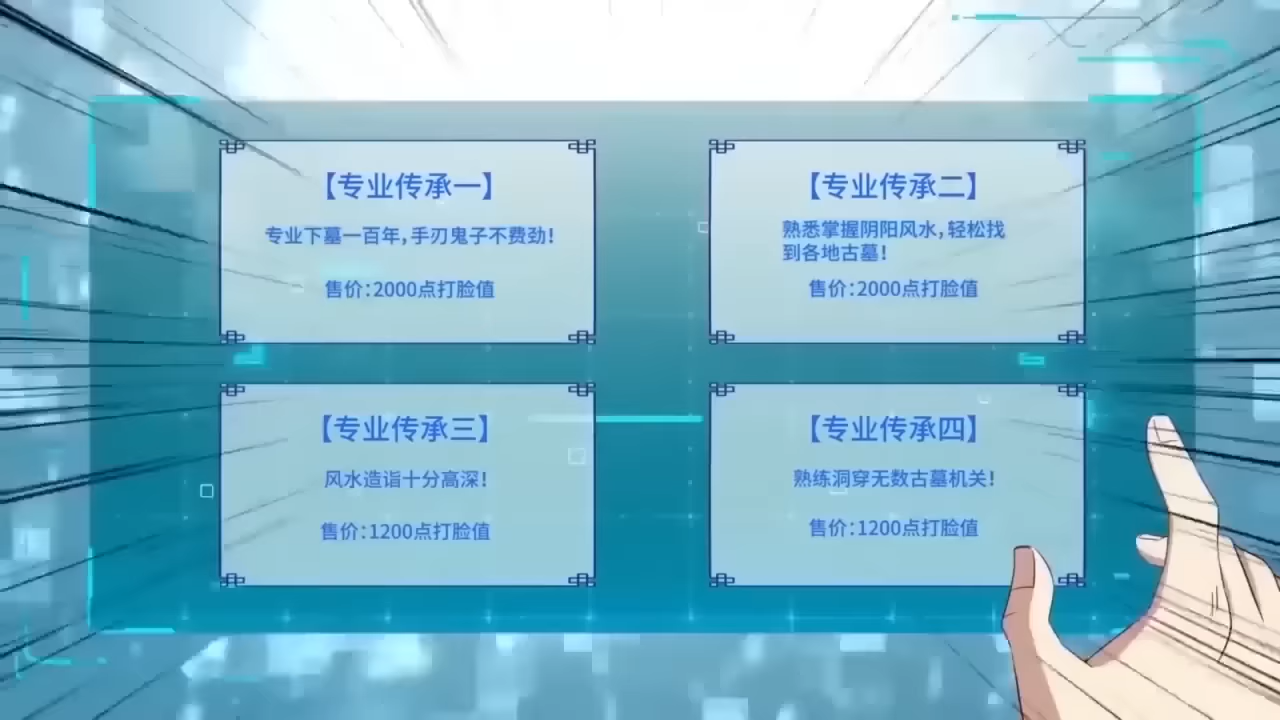 【专业传承一】
专业下墓一百年，手刃鬼子不费劲！
售价：2000点打脸值
【专业传承二】
熟悉掌握阴阳风水，轻松找
到各地古墓！
售价：2000点打脸值
【专业传承三】
风水造诣十分高深！
售价：1200点打脸值
【专业传承四】
熟练洞穿无数古墓机关！
售价：1200点打脸值